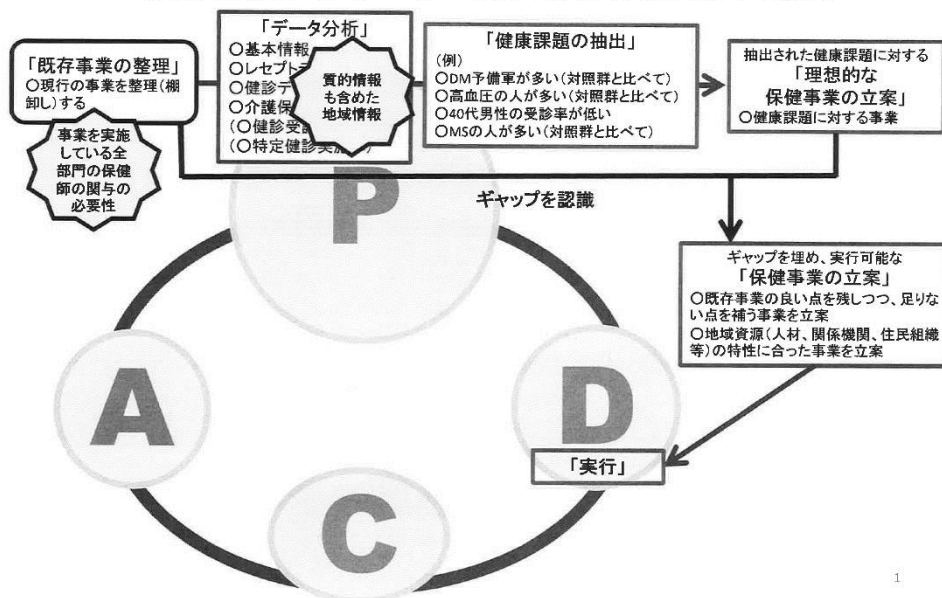 「既存事業の整理」
○現行の事業を整理(棚
卸し)する
事業を実施
している全
部門の保健
師の関与の
必要性
「データ分析」
○基本情報
○レセプト
○健診デ
○介護保
(○健診受
(○特定健診実
質的情報
も含めた
地域情報
「健康課題の抽出」
(例)
○DM予備軍が多い(対照群と比べて)
○高血圧の人が多い(対照群と比べて)
○40代男性の受診率が低い
○MSの人が多い(対照群と比べて)
抽出された健康課題に対する
「理想的な
保健事業の立案」
○健康課題に対する事業
ギャップを認識
ギャップを埋め、実行可能な
「保健事業の立案」
○既存事業の良い点を残しつつ、足りな
い点を補う事業を立案
○地域資源(人材、関係機関、住民組織
等)の特性に合った事業を立案
P
A
D
「実行」
C
1